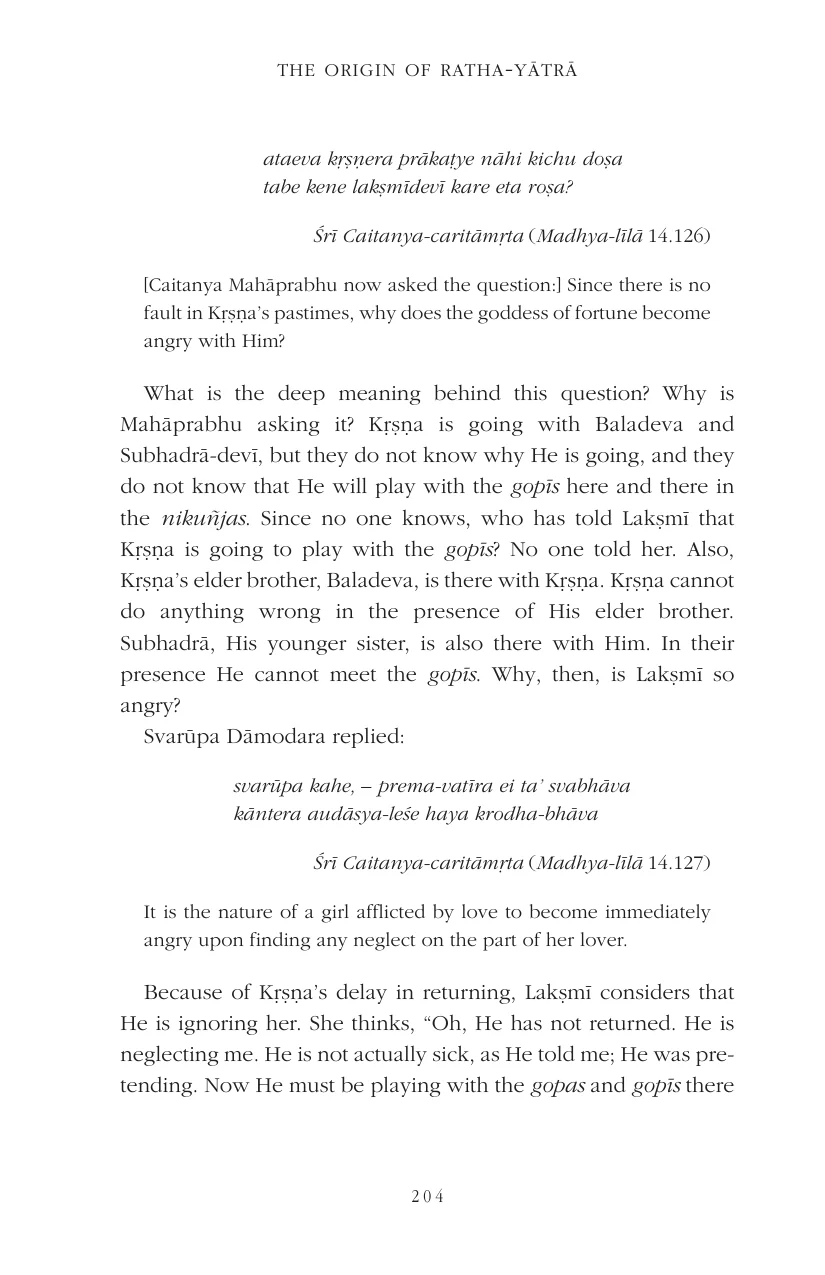 THE ORIGIN OF RATHA-YĀTRĀ
ataeva kṛṣṇera prākaṭye nāhi kichu doṣa
tabe kene lakṣmīdevī kare eta roṣa?
Śrī Caitanya-caritāmṛta (Madhya-līlā 14.126)
[Caitanya Mahāprabhu now asked the question:] Since there is no
fault in Kṛṣṇa’s pastimes, why does the goddess of fortune become
angry with Him?
What is the deep meaning behind this question? Why is
Mahāprabhu asking it? Kṛṣṇa is going with Baladeva and
Subhadrā-devī, but they do not know why He is going, and they
do not know that He will play with the gopīs here and there in
the nikuñjas. Since no one knows, who has told Lakṣmī that
Kṛṣṇa is going to play with the gopīs? No one told her. Also,
Kṛṣṇa’s elder brother, Baladeva, is there with Kṛṣṇa. Kṛṣṇa cannot
do anything wrong in the presence of His elder brother.
Subhadrā, His younger sister, is also there with Him. In their
presence He cannot meet the gopīs. Why, then, is Lakṣmī so
angry?
Svarūpa Dāmodara replied:
svarūpa kahe, – prema-vatīra ei ta’ svabhāva
kāntera audāsya-leśe haya krodha-bhāva
Śrī Caitanya-caritāmṛta (Madhya-līlā 14.127)
It is the nature of a girl afflicted by love to become immediately
angry upon finding any neglect on the part of her lover.
Because of Kṛṣṇa’s delay in returning, Lakṣmī considers that
He is ignoring her. She thinks, “Oh, He has not returned. He is
neglecting me. He is not actually sick, as He told me; He was pre-
tending. Now He must be playing with the gopas and gopīs there
204